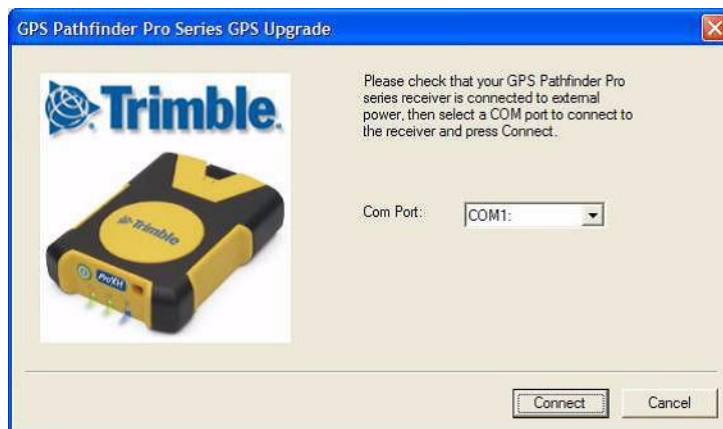 GPS Pathfinder Pro Series GPS Upgrade
Trimble.
Please check that your GPS Pathfinder Pro
series receiver is connected to external
power, then select a COM port to connect to
the receiver and press Connect.
Com Port:
COM1:
Trimble
ProXH
Connect
Cancel